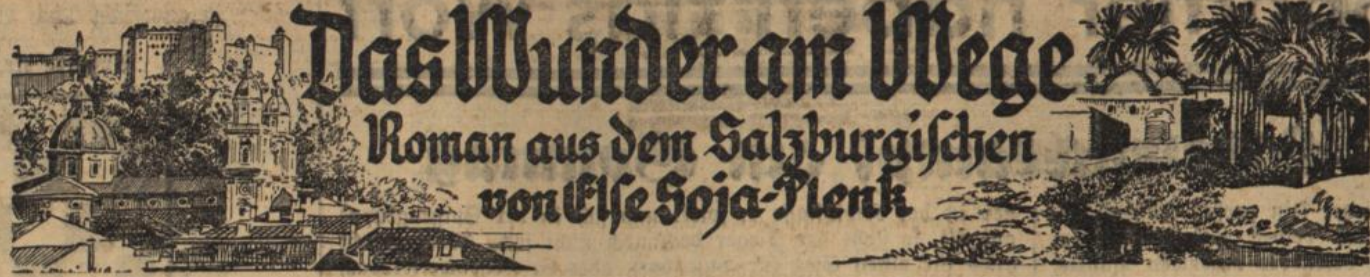 Das Wunder am Wege
Roman aus dem Salzburgischen
von Else Soja-Plenk